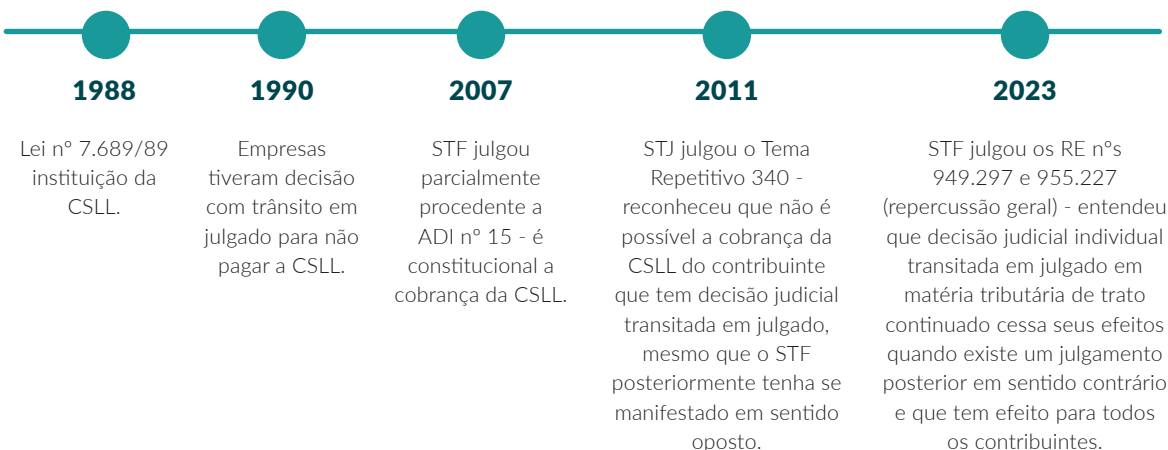 1988
Lei nº 7.689/89
instituição da
CSLL.
1990
Empresas
tiveram decisão
com trânsito em
julgado para não
pagar a CSLL.
2007
STF julgou
parcialmente
procedente a
ADI nº 15 - é
constitucional a
cobrança da CSLL.
2011
STJ julgou o Tema
Repetitivo 340 -
reconheceu que não é
possível a cobrança da
CSLL do contribuinte
que tem decisão judicial
transitada em julgado,
mesmo que o STF
posteriormente tenha se
manifestado em sentido
oposto.
2023
STF julgou os RE nºs
949.297 e 955.227
(repercussão geral) - entendeu
que decisão judicial individual
transitada em julgado em
matéria tributária de trato
continuado cessa seus efeitos
quando existe um julgamento
posterior em sentido contrário
e que tem efeito para todos
os contribuintes.